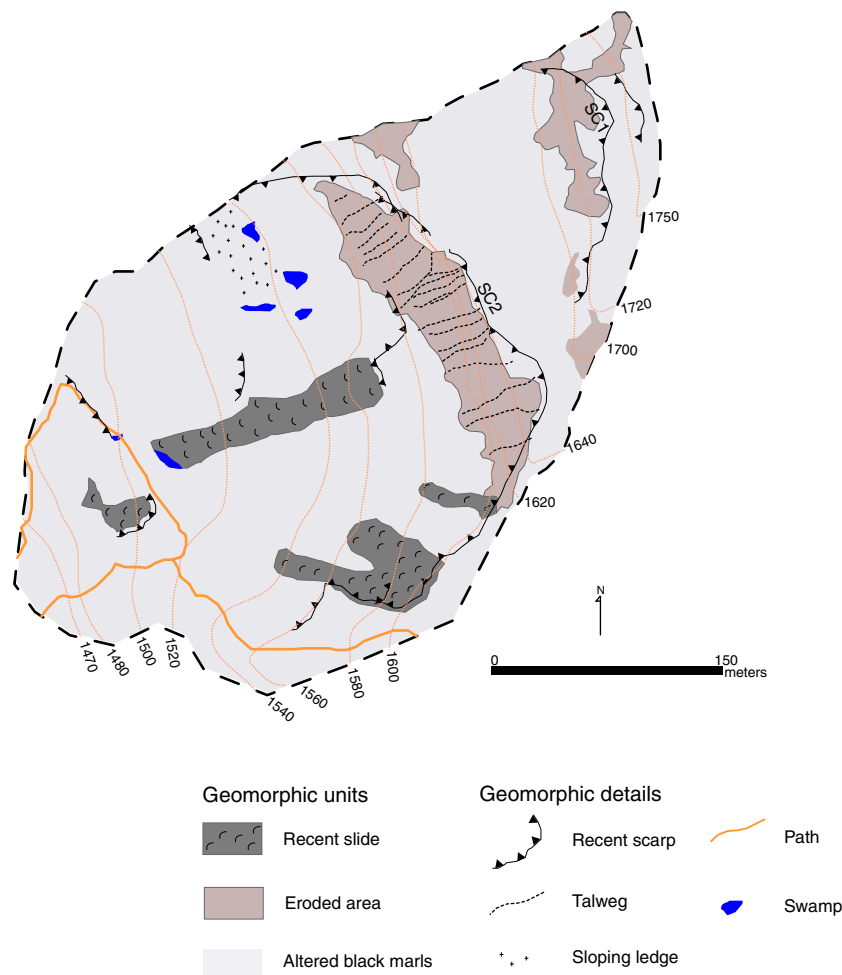 SC1
1750
SC2
1720
1700
1640
1620
N
0 150
meters
1470
1480
1500
1520
1540
1560
1580
1600
Geomorphic units
Geomorphic details
Recent slide
Recent scarp
Path
Eroded area
Talweg
Swamp
Altered black marls
Sloping ledge